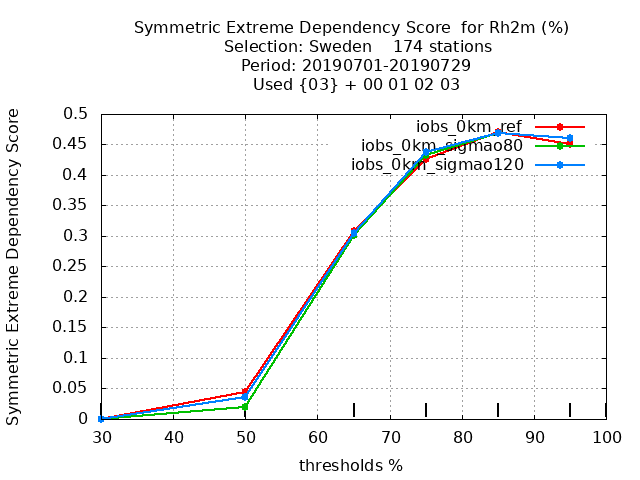 Symmetric Extreme Dependency Score  for Rh2m (%)
Selection: Sweden    174 stations
Period: 20190701-20190729
Used {03} + 00 01 02 03
Symmetric Extreme Dependency Score
0.5
0.45
0.4
0.35
0.3
0.25
0.2
0.15
0.1
0.05
0
iobs_0km_ref
iobs_0km_sigmao80
iobs_0km_sigmao120
30 40 50 60 70 80 90 100
thresholds %